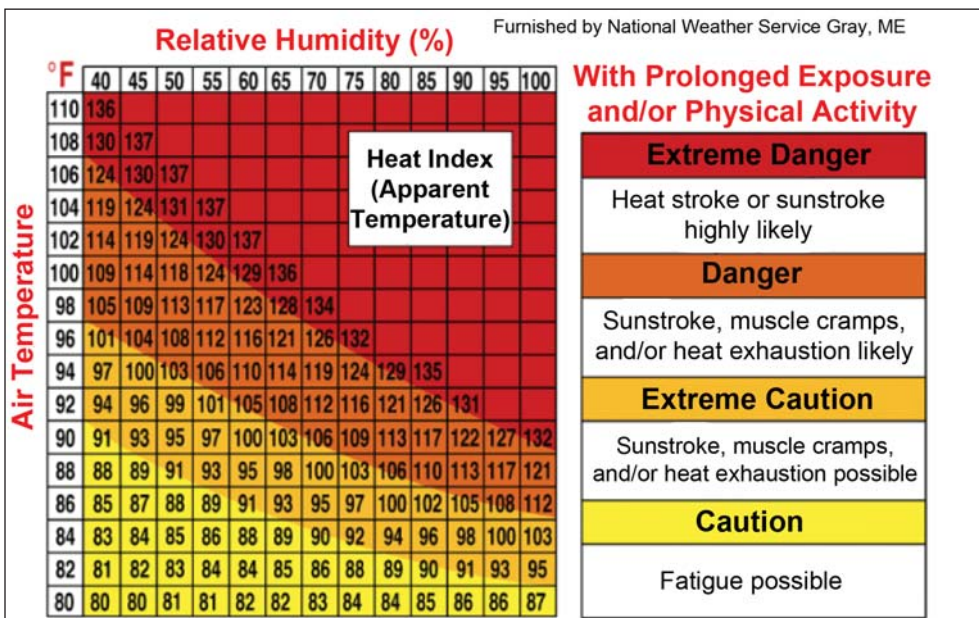 Furnished by National Weather Service Gray, ME
Relative Humidity (%)
°F 40 45 50 55 60 65 70 75 80 85 90 95 100
110 136
108 130 137
106 124 130 137
104 119 124 131 137
102 114 119 124 130 137
100 109 114 118 124 129 136
98 105 109 113 117 123 128 134
96 101 104 108 112 116 121 126 132
94 97 100 103 106 110 114 119 124 129 135
92 94 96 99 101 105 108 112 116 121 126 131
90 91 93 95 97 100 103 106 109 113 117 122 127 132
88 88 89 91 93 95 98 100 103 106 110 113 117 121
86 85 87 88 89 91 93 95 97 100 102 105 108 112
84 83 84 85 86 88 89 90 92 94 96 98 100 103
82 81 82 83 84 84 85 86 88 89 90 91 93 95
80 80 80 81 81 82 82 83 84 84 85 86 86 87
Air Temperature
Heat Index
(Apparent
Temperature)
With Prolonged Exposure
and/or Physical Activity
Extreme Danger
Heat stroke or sunstroke
highly likely
Danger
Sunstroke, muscle cramps,
and/or heat exhaustion likely
Extreme Caution
Sunstroke, muscle cramps,
and/or heat exhaustion possible
Caution
Fatigue possible